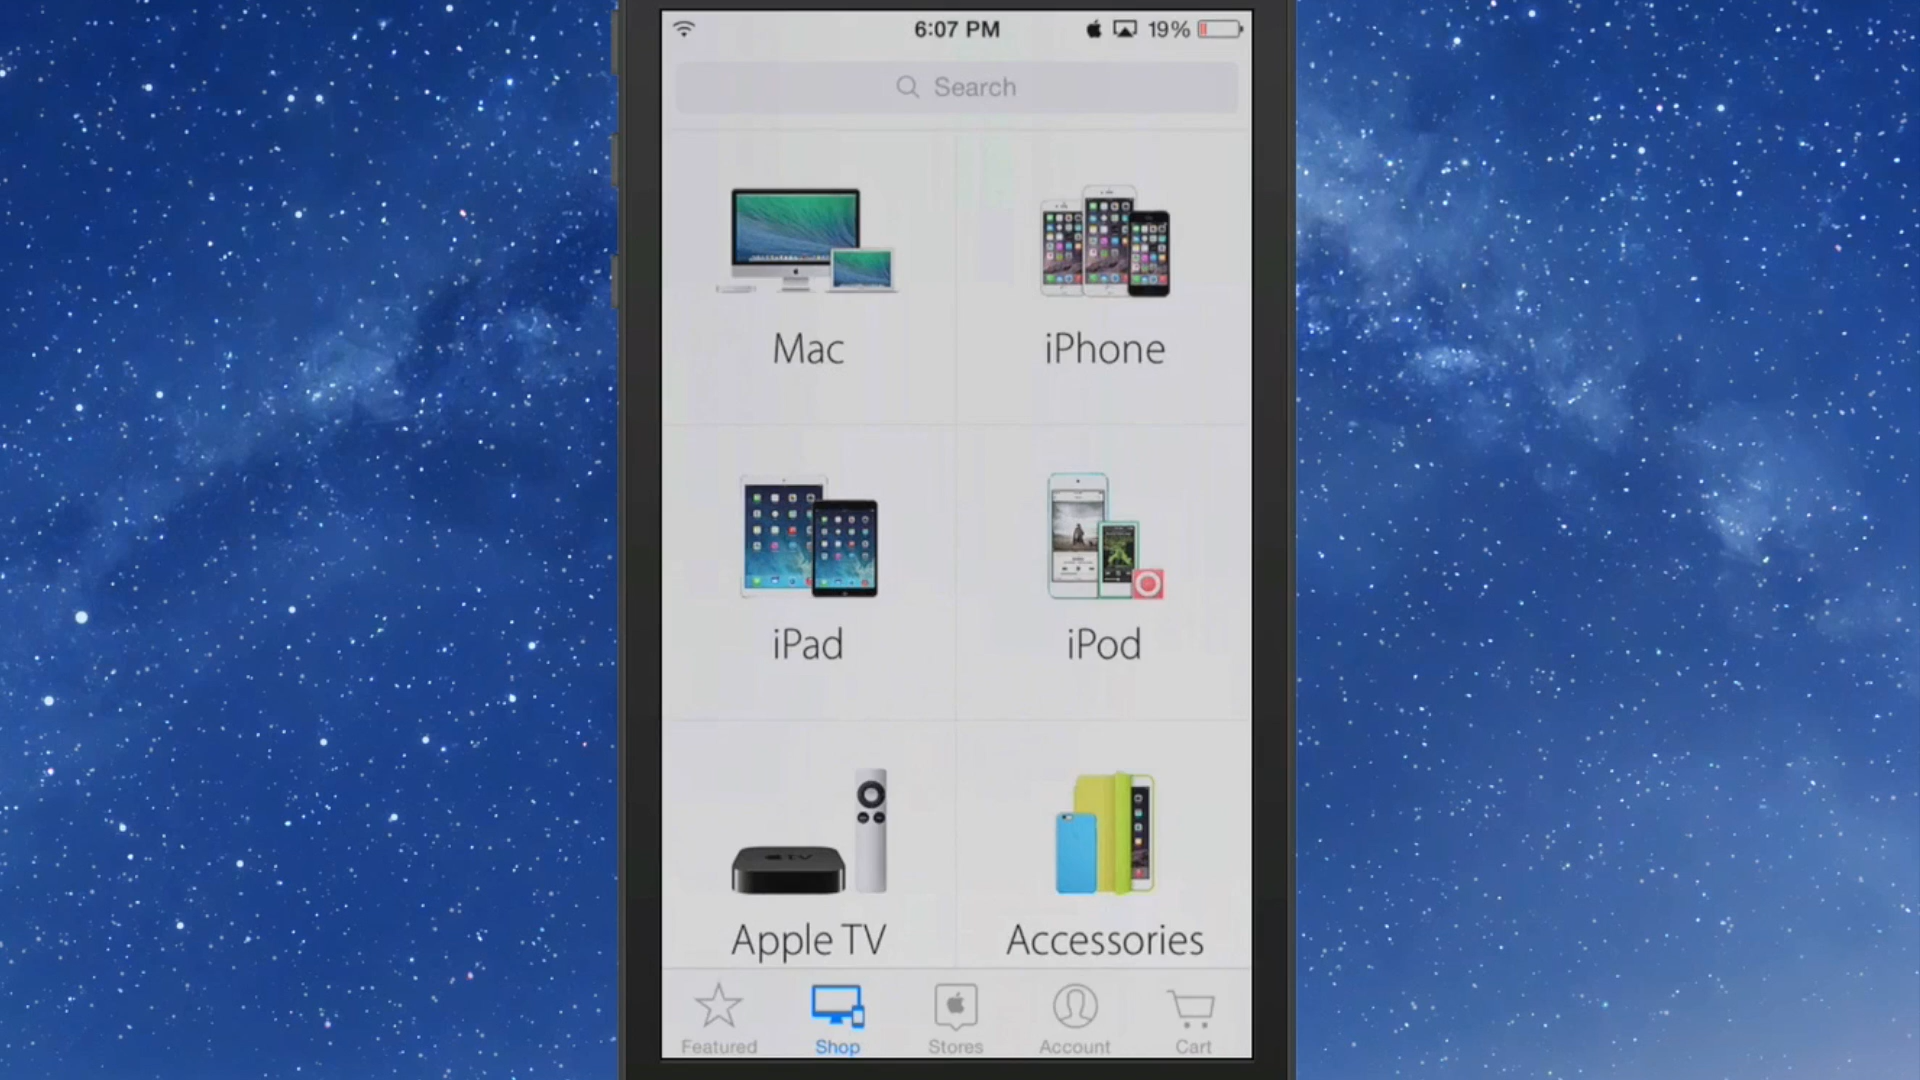 6:07 PM 19%
Search
Mac iPhone
iPad iPod
Apple TV Accessories
Featured Shop Stores Account Cart